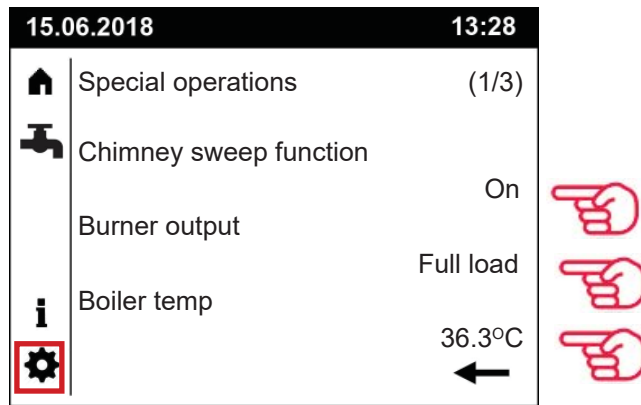 15.06.2018 13:28
Special operations (1/3)
Chimney sweep function
On
Burner output
Full load
Boiler temp
36.3°C